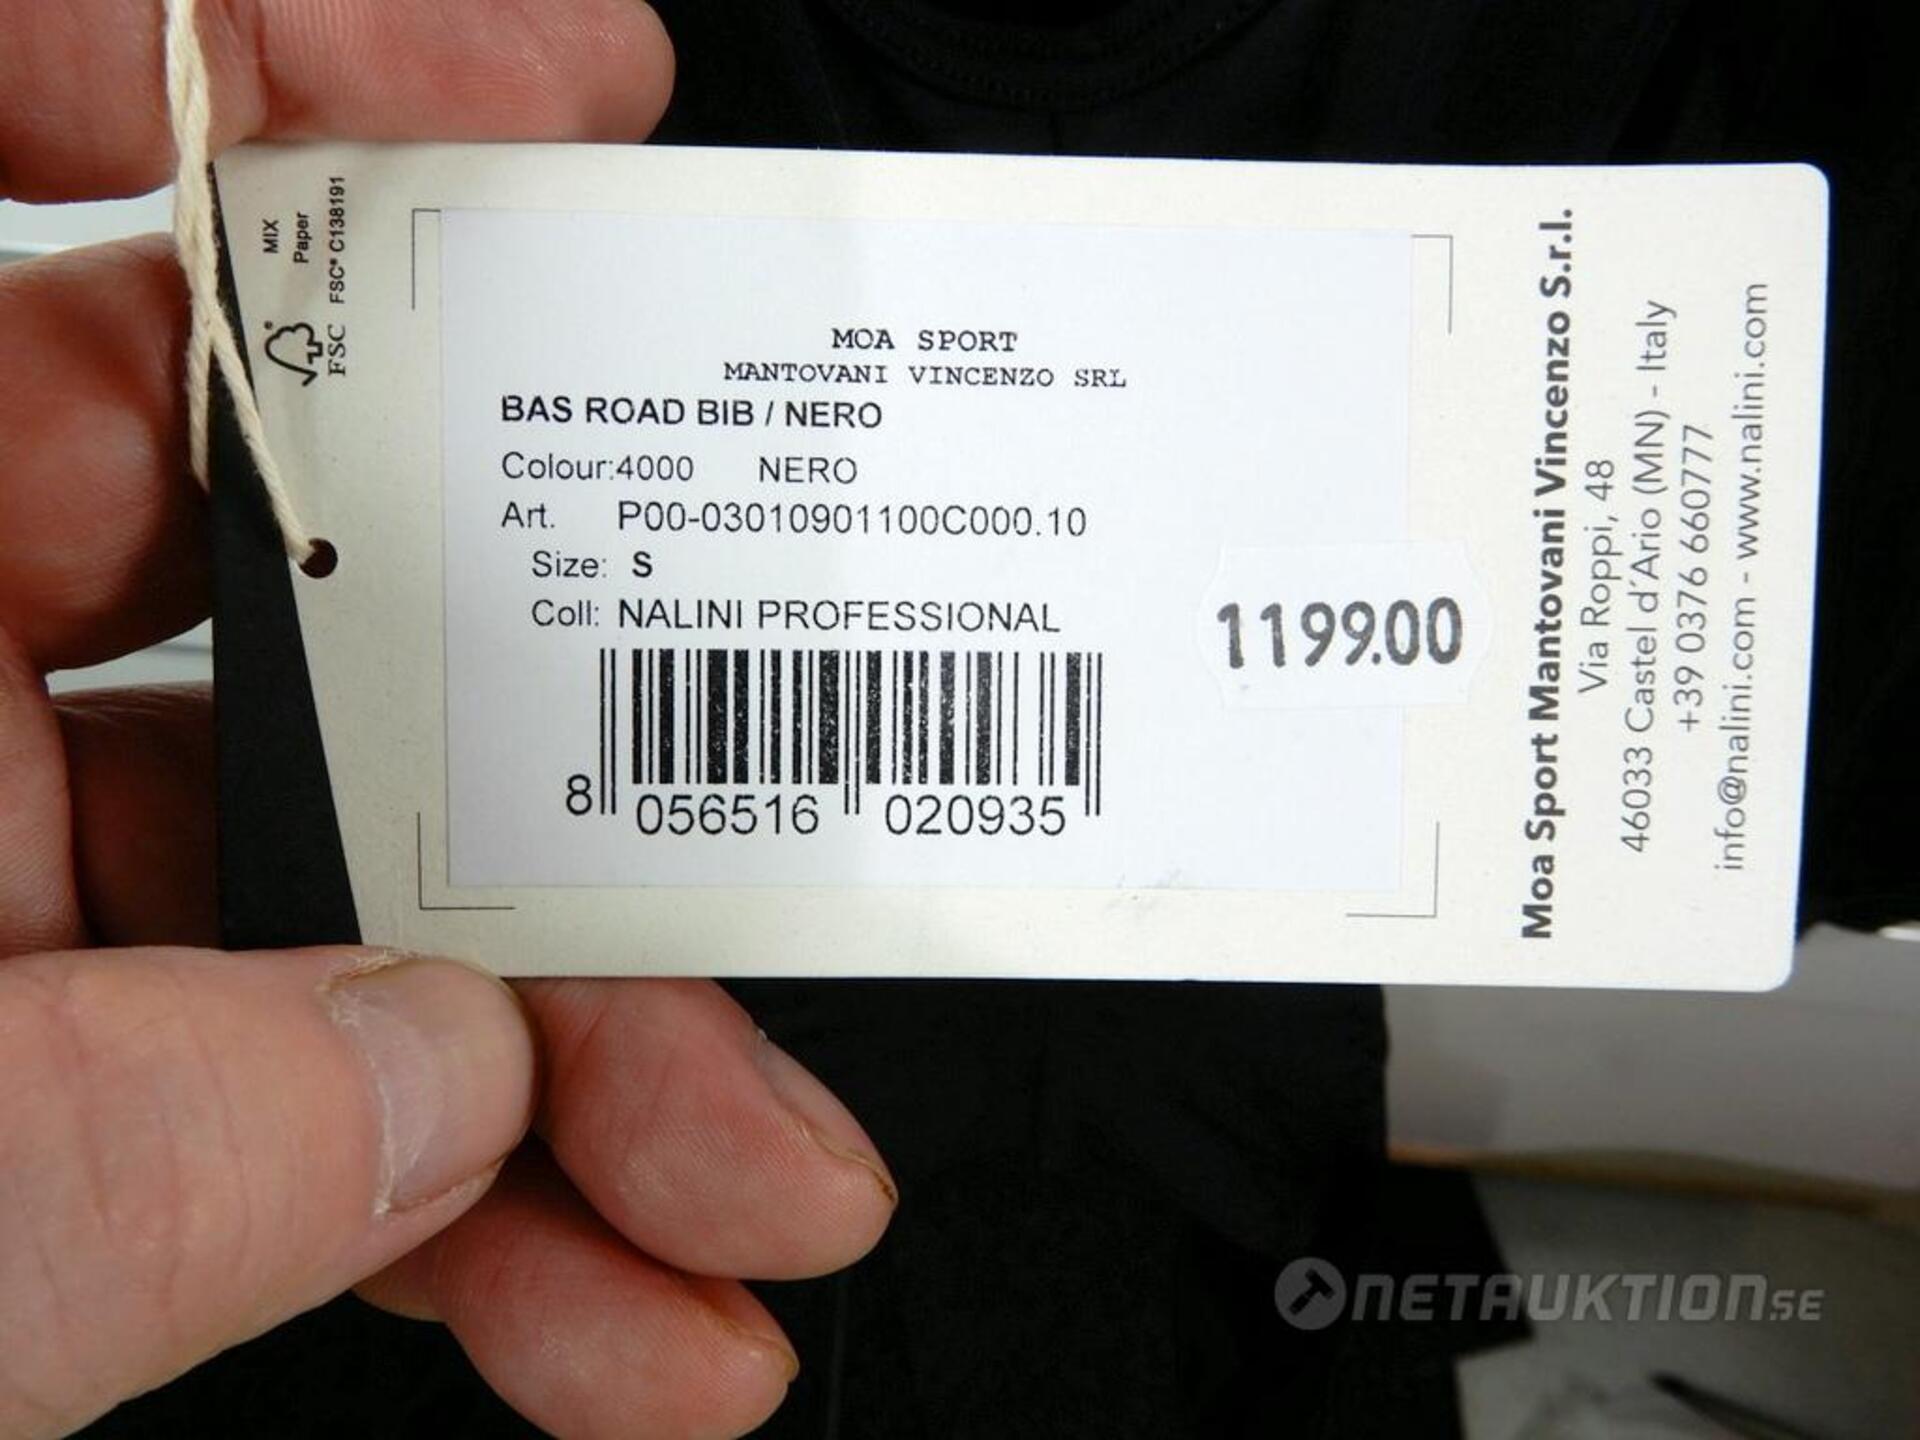 MIX
Paper
FSC® C138191
FSC
MOA SPORT
MANTOVANI VINCENZO SRL
BAS ROAD BIB / NERO
Colour:4000 NERO
Art. P00-03010901100C000.10
Size: S
Coll: NALINI PROFESSIONAL
8 056516 020935
1199.00
Moa Sport Mantovani Vincenzo S.r.l.
Via Roppi, 48
46033 Castel d'Ario (MN) - Italy
+39 0376 660777
info@nalini.com - www.nalini.com
NETAUKTION.SE